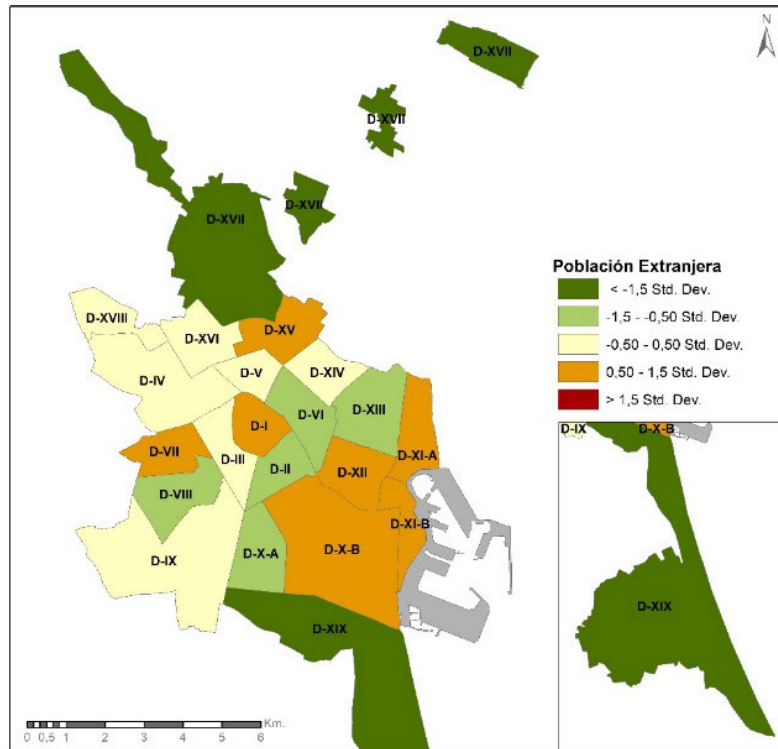 N
D-XVII
D-XVII
D-XVII
D-XVII
Población Extranjera
< -1,5 Std. Dev.
-1,5 - -0,50 Std. Dev.
-0,50 - 0,50 Std. Dev.
0,50 - 1,5 Std. Dev.
> 1,5 Std. Dev.
D-XVIII
D-XVI
D-XV
D-IV
D-V
D-XIV
D-VI
D-XIII
D-I
D-VII
D-III
D-II
D-XII
D-XI-A
D-VIII
D-XI-B
D-IX
D-X-A
D-X-B
D-XIX
D-IX
D-X-B
D-XIX
Km.
0 0,5 1 2 3 4 5 6